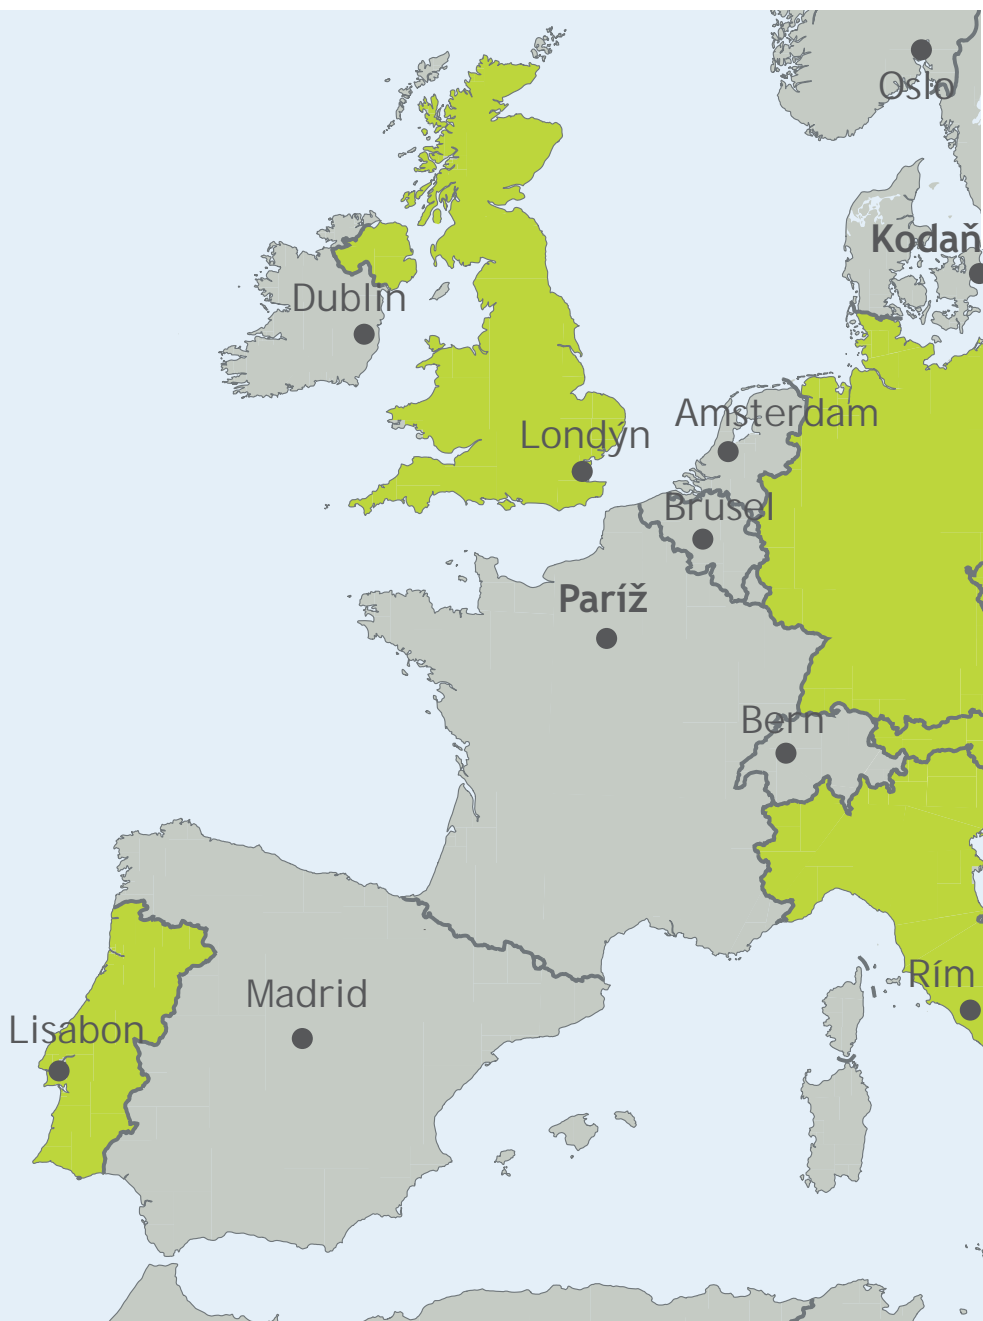 Oslo
Kodaň
Dublin
Amsterdam
Londýn
Brusel
Paríž
Bern
Rím
Madrid
Lisabon